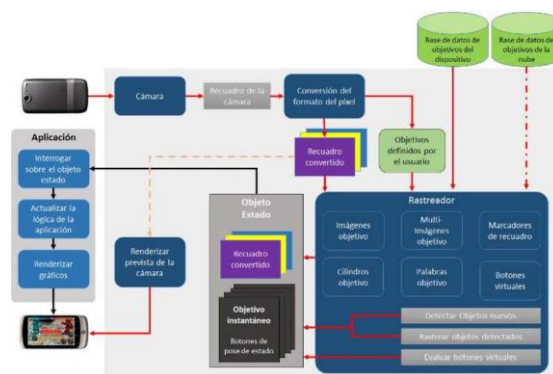 Base de datos de
objetivos del
dispositivo
Base de datos de
objetivos de la
nube
Cámara
Recuadro de la
cámara
Conversión del
formato del pixel
Aplicación
Interrogar
sobre el objeto
estado
Actualizar la
lógica de la
aplicación
Renderizar
gráficos
Recuadro
convertido
Objetivos
definidos por
el usuario
Renderizar
prevista de la
cámara
Objeto
Estado
Recuadro
convertido
Objetivo
instantáneo
Botones de
pose de estado
Rastreador
Imágenes
objetivo
Multi-
Imágenes
objetivo
Marcadores
de recuadro
Cilindros
objetivo
Palabras
objetivo
Botones
virtuales
Detectar Objetos nuevos
Rastrear objetos detectados
Evaluar botones virtuales